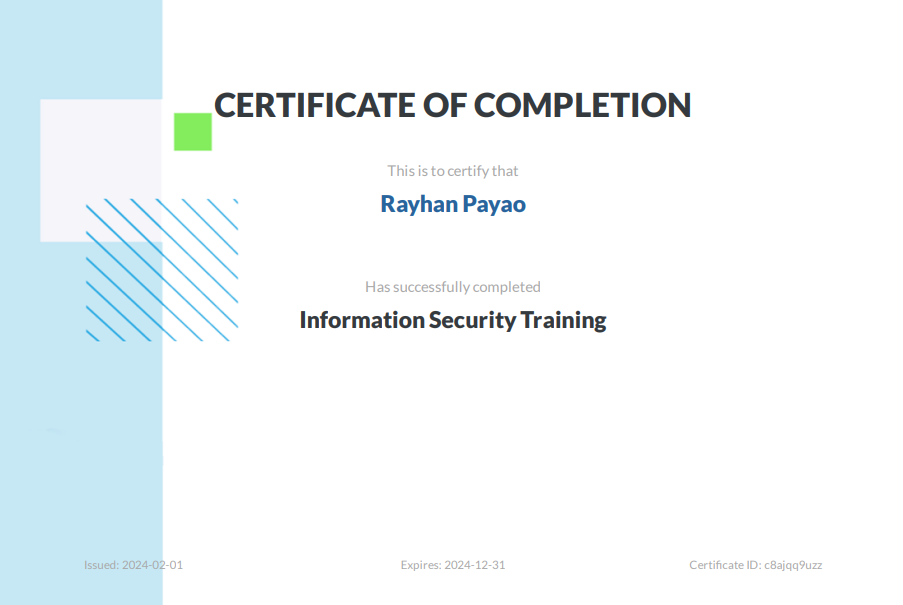 CERTIFICATE OF COMPLETION
This is to certify that
Rayhan Payao
Has successfully completed
Information Security Training
Issued: 2024-02-01
Expires: 2024-12-31
Certificate ID: c8ajqq9uzz